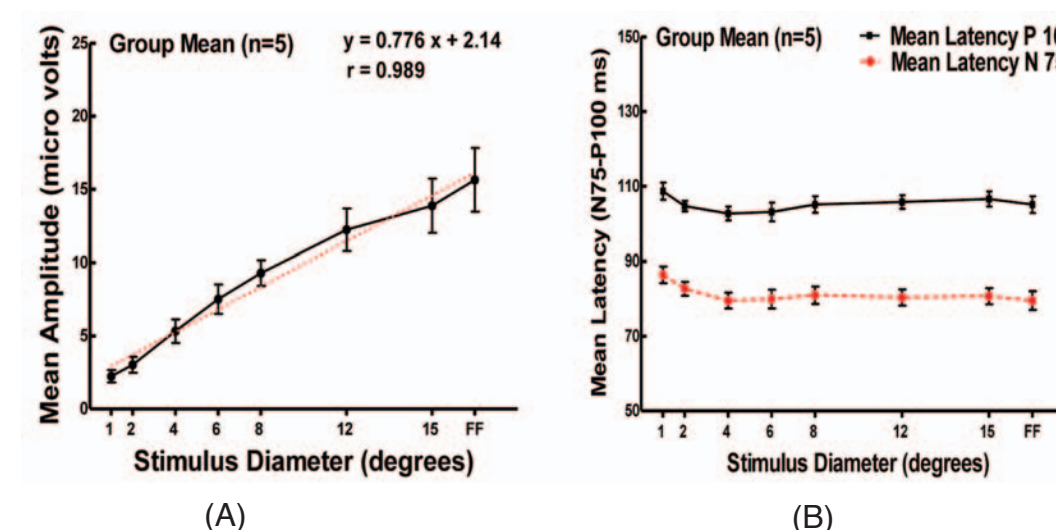 Group Mean (n=5)
y = 0.776 x + 2.14
r = 0.989
25
20
15
10
5
0
Mean Amplitude (micro volts)
1 2 4 6 8 12 15 FF
Stimulus Diameter (degrees)
(A)
Group Mean (n=5)
Mean Latency P 10
Mean Latency N 75
150
130
110
90
70
50
Mean Latency (N75-P100 ms)
1 2 4 6 8 12 15 FF
Stimulus Diameter (degrees)
(B)